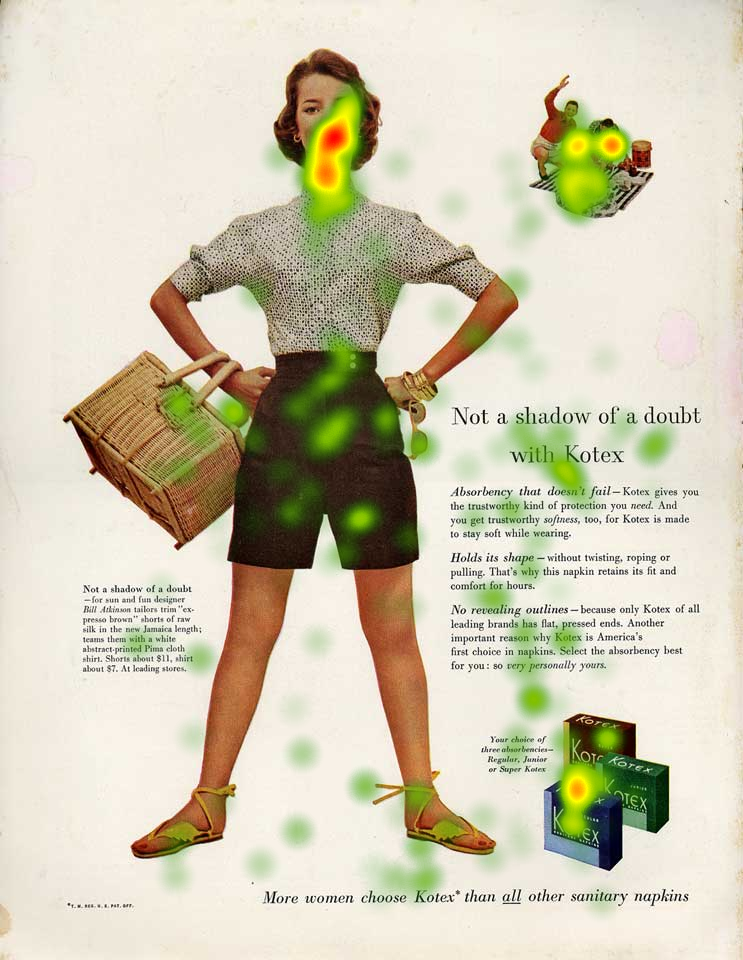 Not a shadow of a doubt
with Kotex
Absorbency that doesn't fail—Kotex gives you
the trustworthy kind of protection you need. And
you get trustworthy softness, too, for Kotex is made
to stay soft while wearing.
Holds its shape — without twisting, roping or
pulling. That's why this napkin retains its fit and
comfort for hours.
No revealing outlines — because only Kotex of all
leading brands has flat, pressed ends. Another
important reason why Kotex is America's
first choice in napkins. Select the absorbency best
for you: so very personally yours.
Not a shadow of a doubt
—for sun and fun designer
Bill Atkinson tailors trim "ex-
presso brown" shorts of raw
silk in the new Jamaica length;
teams them with a white
abstract-printed Pima cloth
shirt. Shorts about $11, shirt
about $7. At leading stores.
Your choice of
three absorbencies—
Regular, Junior
or Super Kotex
KOTEX
KOTEX
KOTEX
JUNIOR
KOTEX
KOTEX
*T. M. REG. U. S. PAT. OFF.
More women choose Kotex* than all other sanitary napkins